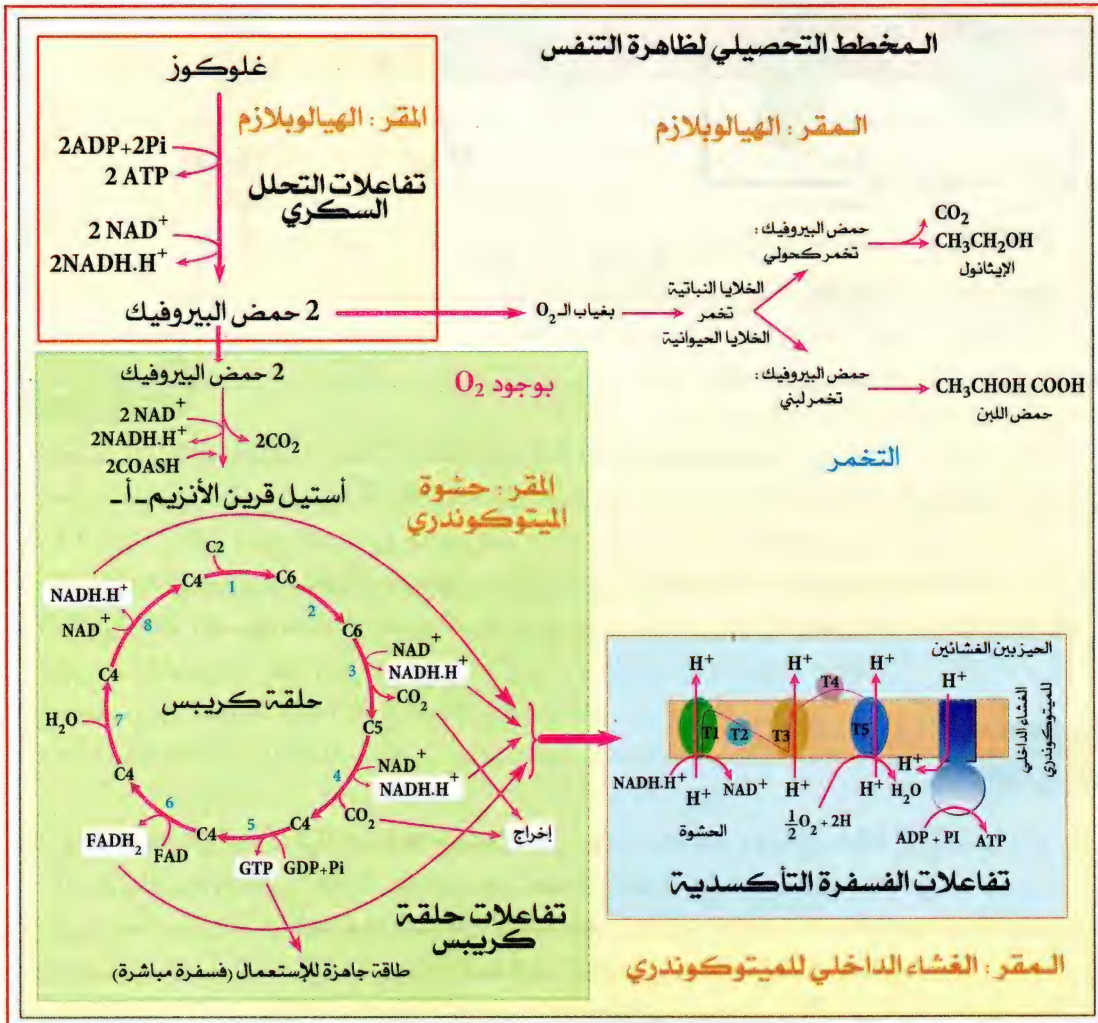 الـمخطط التحصيلي لظاهرة التنفس
غلوكوز
المقر : الهيالوبلازم
2ADP+2Pi
2 ATP
تفاعلات التحلل
السكري
2 NAD⁺
2NADH.H⁺
2 حمض البيروفيك
الـمقر : الهيالوبلازم
بغياب الـ O₂
الخلايا النباتية
تخمر
الخلايا الحيوانية
حمض البيروفيك :
تخمر كحولي
CO₂
CH₃CH₂OH
الإيثانول
حمض البيروفيك :
تخمر لبني
CH₃CHOH COOH
حمض اللبن
التخمر
2 حمض البيروفيك
بوجود O₂
2 NAD⁺
2NADH.H⁺
2CO₂
2COASH
أستيل قرين الأنزيم ـ أ ـ
المقر : حشوة
الميتوكوندري
C2
C4
1
C6
2
C6
NAD⁺
3
NADH.H⁺
CO₂
C5
NAD⁺
4
NADH.H⁺
CO₂
C4
5
GDP+Pi
GTP
C4
6
FAD
FADH₂
C4
7
H₂O
C4
8
NAD⁺
NADH.H⁺
حلقة كريبس
إخراج
تفاعلات حلقة
كريبس
طاقة جاهزة للإستعمال (فسفرة مباشرة)
الحيز بين الغشائين
H⁺ H⁺ H⁺ H⁺
T1 T2 T3 T4 T5
الغشاء الداخلي
للميتوكوندري
H⁺
NADH.H⁺ H⁺ NAD⁺ H⁺ H⁺ H₂O
الحشوة
½ O₂ + 2H
ADP + PI ATP
تفاعلات الفسفرة التأكسدية
الـمقر : الغشاء الداخلي للميتوكوندري